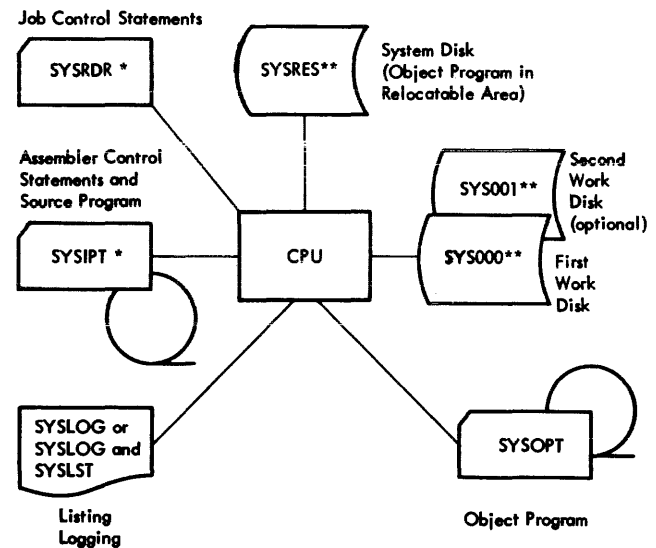 Job Control Statements
SYSRDR *
SYSRES**
System Disk
(Object Program in
Relocatable Area)
Assembler Control
Statements and
Source Program
SYSIPT *
CPU
SYS001**
Second
Work
Disk
(optional)
SYS000**
First
Work
Disk
SYSLOG or
SYSLOG and
SYSLST
Listing
Logging
SYSOPT
Object Program